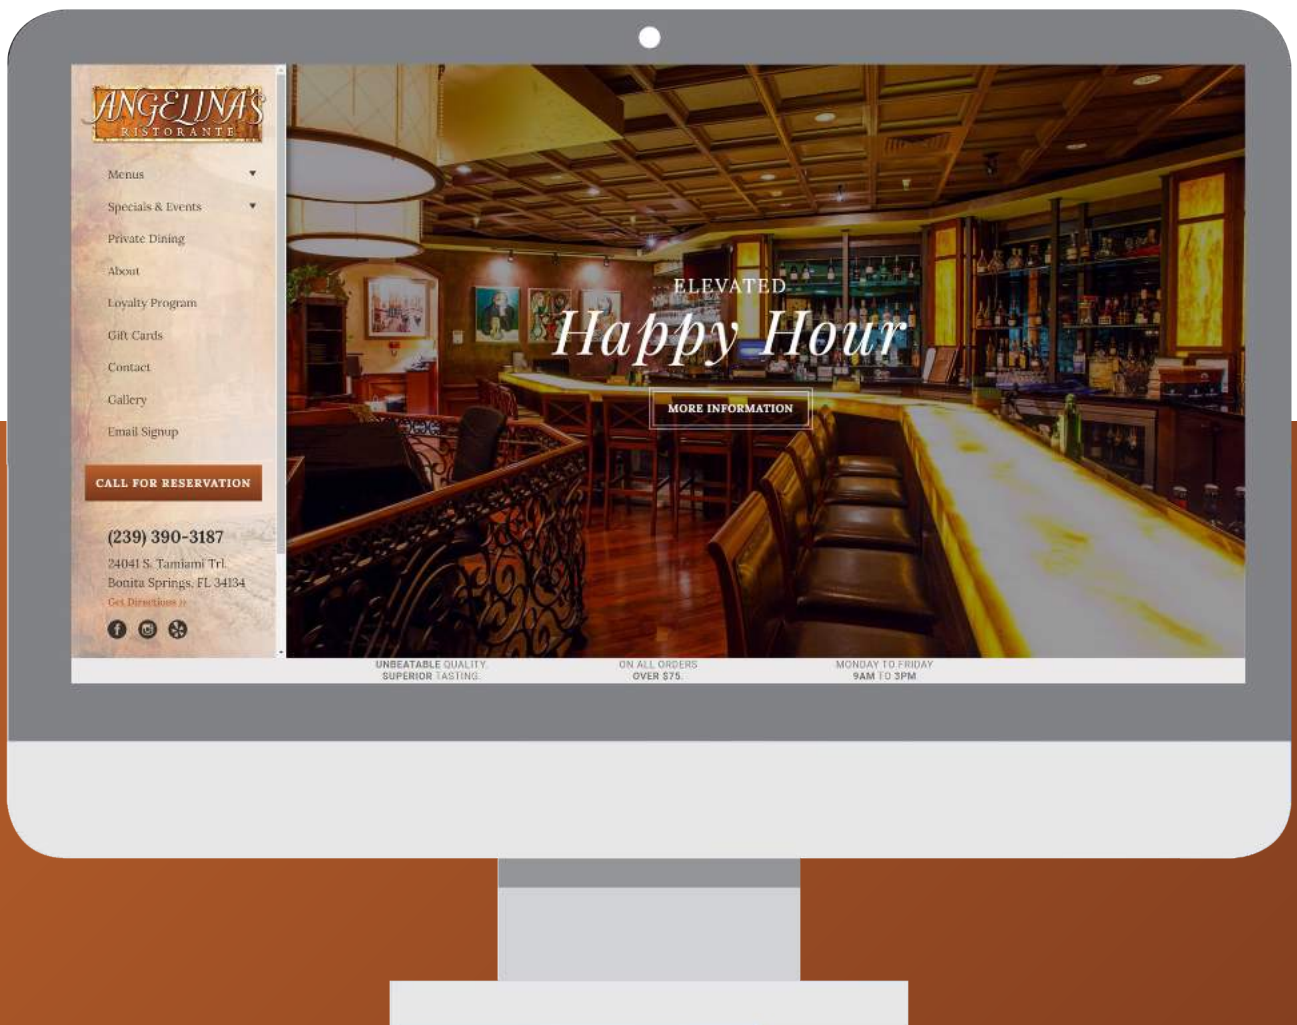 ANGELINA'S
RISTORANTE
Menus
Specials & Events
Private Dining
About
Loyalty Program
Gift Cards
Contact
Gallery
Email Signup
CALL FOR RESERVATION
(239) 390-3187
24041 S. Tamiami Trl.
Bonita Springs, FL 34134
Get Directions »
ELEVATED
Happy Hour
MORE INFORMATION
UNBEATABLE QUALITY.
SUPERIOR TASTING.
ON ALL ORDERS
OVER $75.
MONDAY TO FRIDAY
9AM TO 3PM